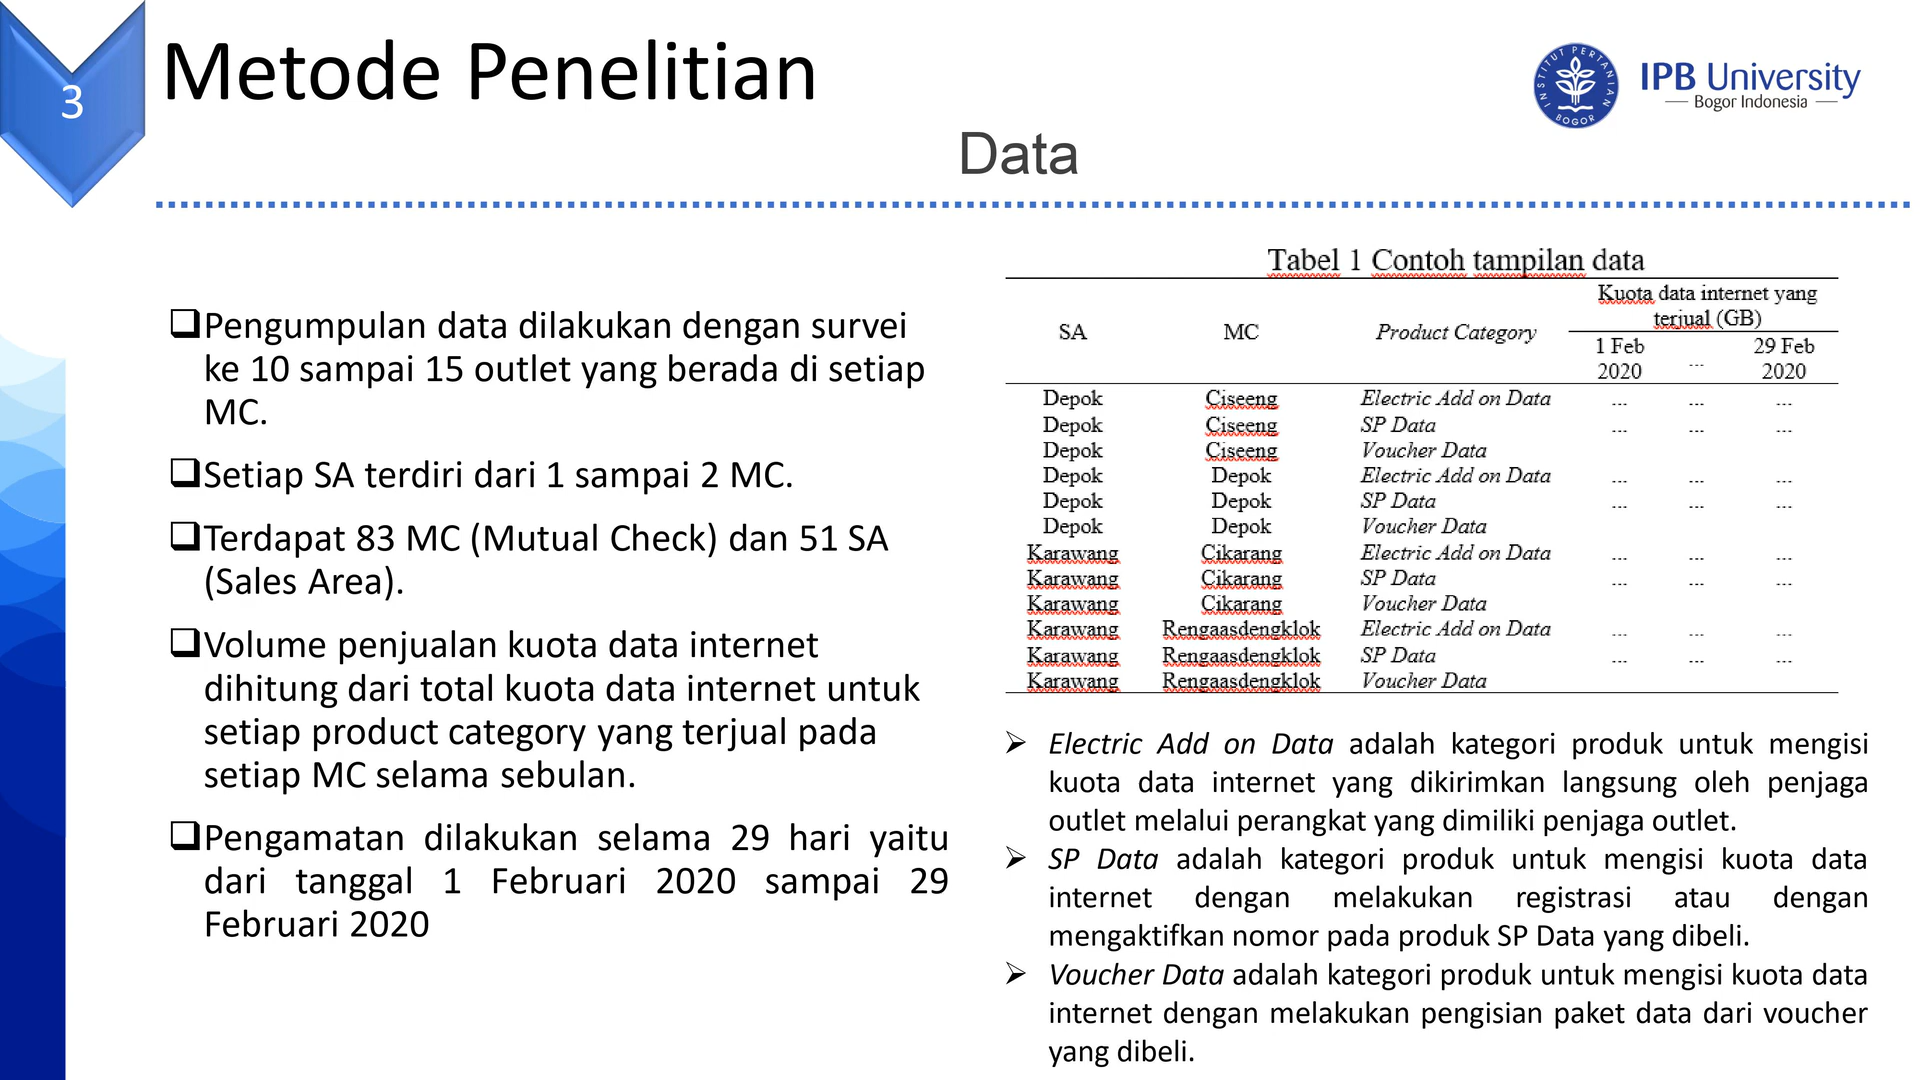 3
Metode Penelitian
INSTITUT PERTANIAN BOGOR
IPB University
Bogor Indonesia
Data
❑Pengumpulan data dilakukan dengan survei
ke 10 sampai 15 outlet yang berada di setiap
MC.
❑Setiap SA terdiri dari 1 sampai 2 MC.
❑Terdapat 83 MC (Mutual Check) dan 51 SA
(Sales Area).
❑Volume penjualan kuota data internet
dihitung dari total kuota data internet untuk
setiap product category yang terjual pada
setiap MC selama sebulan.
❑Pengamatan dilakukan selama 29 hari yaitu
dari tanggal 1 Februari 2020 sampai 29
Februari 2020
Tabel 1 Contoh tampilan data
Kuota data internet yang
terjual (GB)
SA MC Product Category
1 Feb 29 Feb
2020 ... 2020
Depok Ciseeng Electric Add on Data ... ... ...
Depok Ciseeng SP Data ... ... ...
Depok Ciseeng Voucher Data
Depok Depok Electric Add on Data ... ... ...
Depok Depok SP Data ... ... ...
Depok Depok Voucher Data
Karawang Cikarang Electric Add on Data ... ... ...
Karawang Cikarang SP Data ... ... ...
Karawang Cikarang Voucher Data
Karawang Rengaasdengklok Electric Add on Data ... ... ...
Karawang Rengaasdengklok SP Data ... ... ...
Karawang Rengaasdengklok Voucher Data
➢ Electric Add on Data adalah kategori produk untuk mengisi
kuota data internet yang dikirimkan langsung oleh penjaga
outlet melalui perangkat yang dimiliki penjaga outlet.
➢ SP Data adalah kategori produk untuk mengisi kuota data
internet dengan melakukan registrasi atau dengan
mengaktifkan nomor pada produk SP Data yang dibeli.
➢ Voucher Data adalah kategori produk untuk mengisi kuota data
internet dengan melakukan pengisian paket data dari voucher
yang dibeli.